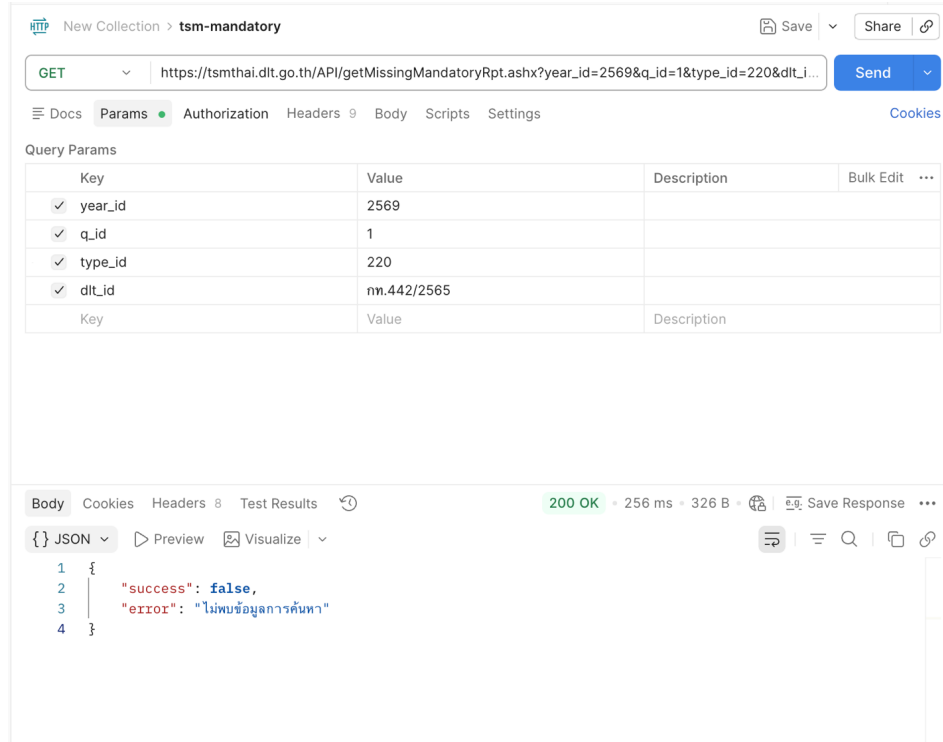 HTTP New Collection > tsm-mandatory Save Share
GET https://tsmthai.dlt.go.th/API/getMissingMandatoryRpt.ashx?year_id=2569&q_id=1&type_id=220&dlt_i... Send
Docs Params Authorization Headers 9 Body Scripts Settings Cookies
Query Params
Key Value Description Bulk Edit ...
year_id 2569
q_id 1
type_id 220
dlt_id กท.442/2565
Key Value Description
Body Cookies Headers 8 Test Results 200 OK • 256 ms • 326 B • e.g. Save Response ...
{} JSON Preview Visualize
1 {
2 "success": false,
3 "error": "ไม่พบข้อมูลการค้นหา"
4 }